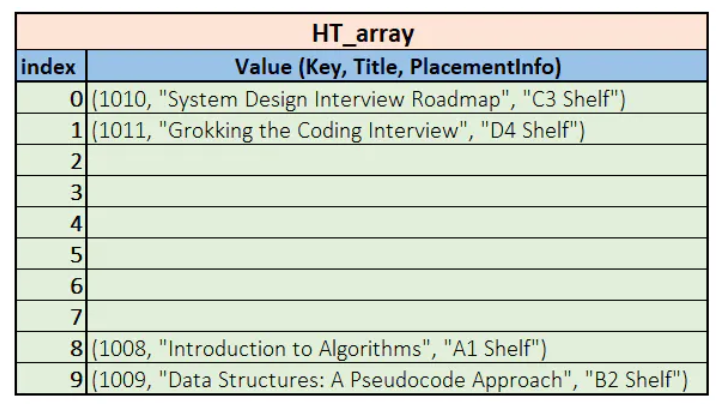 HT_array
index Value (Key, Title, PlacementInfo)
0 (1010, "System Design Interview Roadmap", "C3 Shelf")
1 (1011, "Grokking the Coding Interview", "D4 Shelf")
2
3
4
5
6
7
8 (1008, "Introduction to Algorithms", "A1 Shelf")
9 (1009, "Data Structures: A Pseudocode Approach", "B2 Shelf")